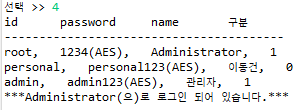 선택 >> 4
id password name 구분
------------------------------------
root, 1234(AES), Administrator, 1
personal, personal123(AES), 이동건, 0
admin, admin123(AES), 관리자, 1
***Administrator(으)로 로그인 되어 있습니다.***